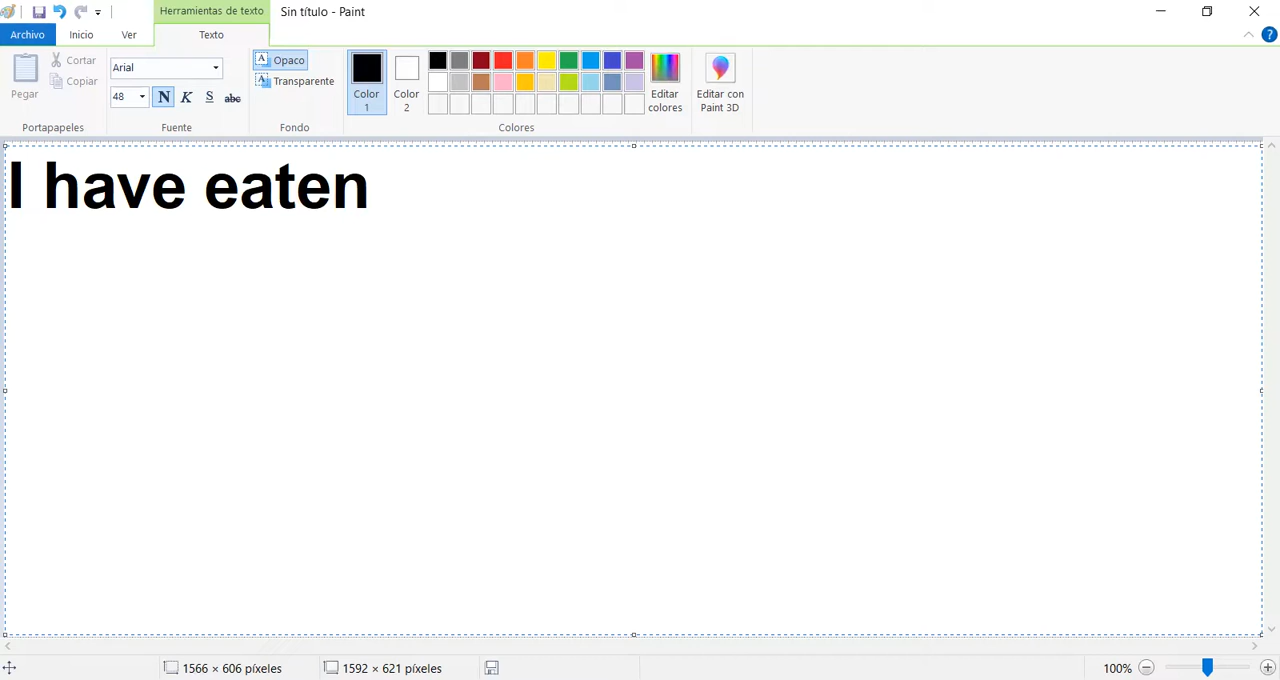 Herramientas de texto
Sin título - Paint
Archivo
Inicio
Ver
Texto
Pegar
Cortar
Copiar
Portapapeles
Arial
48
N K S abc
Fuente
A Opaco
A Transparente
Fondo
Color 1
Color 2
Editar colores
Colores
Editar con Paint 3D
?
I have eaten
1566 × 606 píxeles
1592 × 621 píxeles
100%